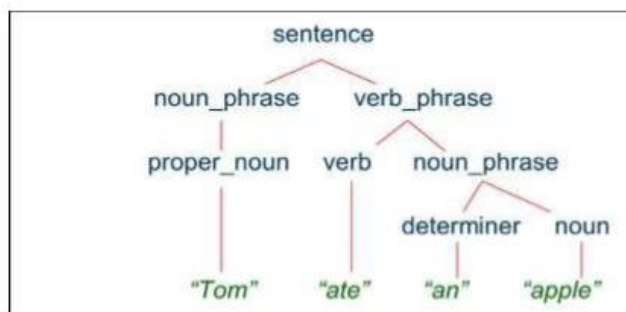 sentence
noun_phrase verb_phrase
proper_noun verb noun_phrase
determiner noun
“Tom” “ate” “an” “apple”